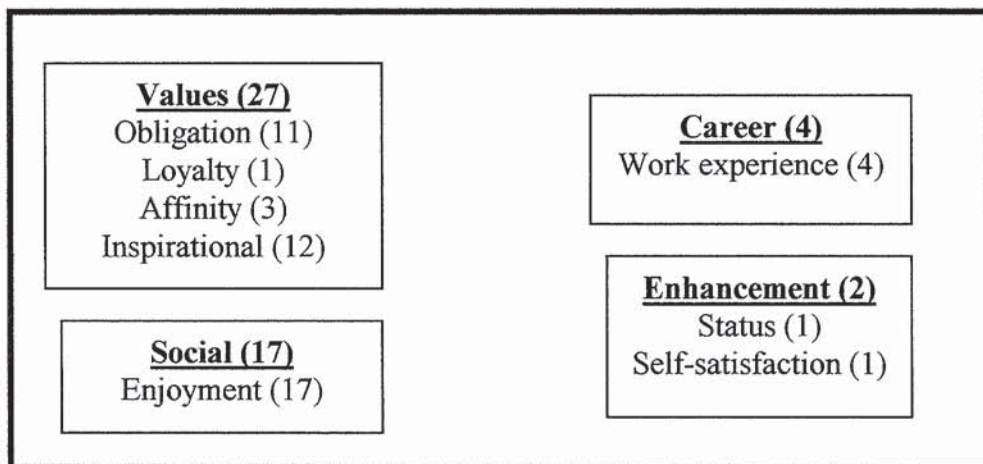 Values (27)
Obligation (11)
Loyalty (1)
Affinity (3)
Inspirational (12)
Social (17)
Enjoyment (17)
Career (4)
Work experience (4)
Enhancement (2)
Status (1)
Self-satisfaction (1)